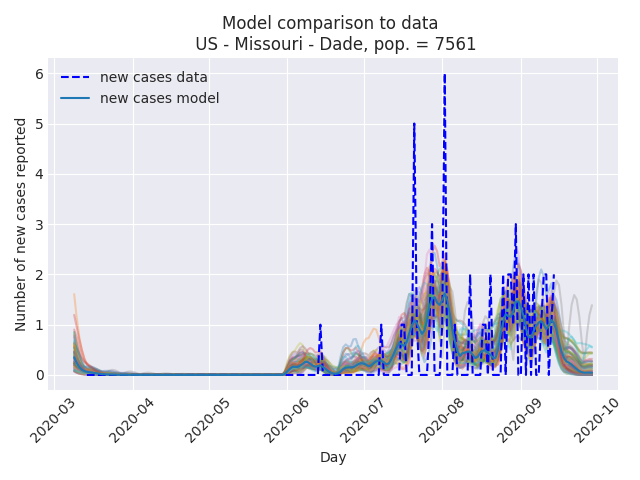 Model comparison to data
US - Missouri - Dade, pop. = 7561
new cases data
new cases model
Number of new cases reported
6
5
4
3
2
1
0
2020-03
2020-04
2020-05
2020-06
2020-07
2020-08
2020-09
2020-10
Day